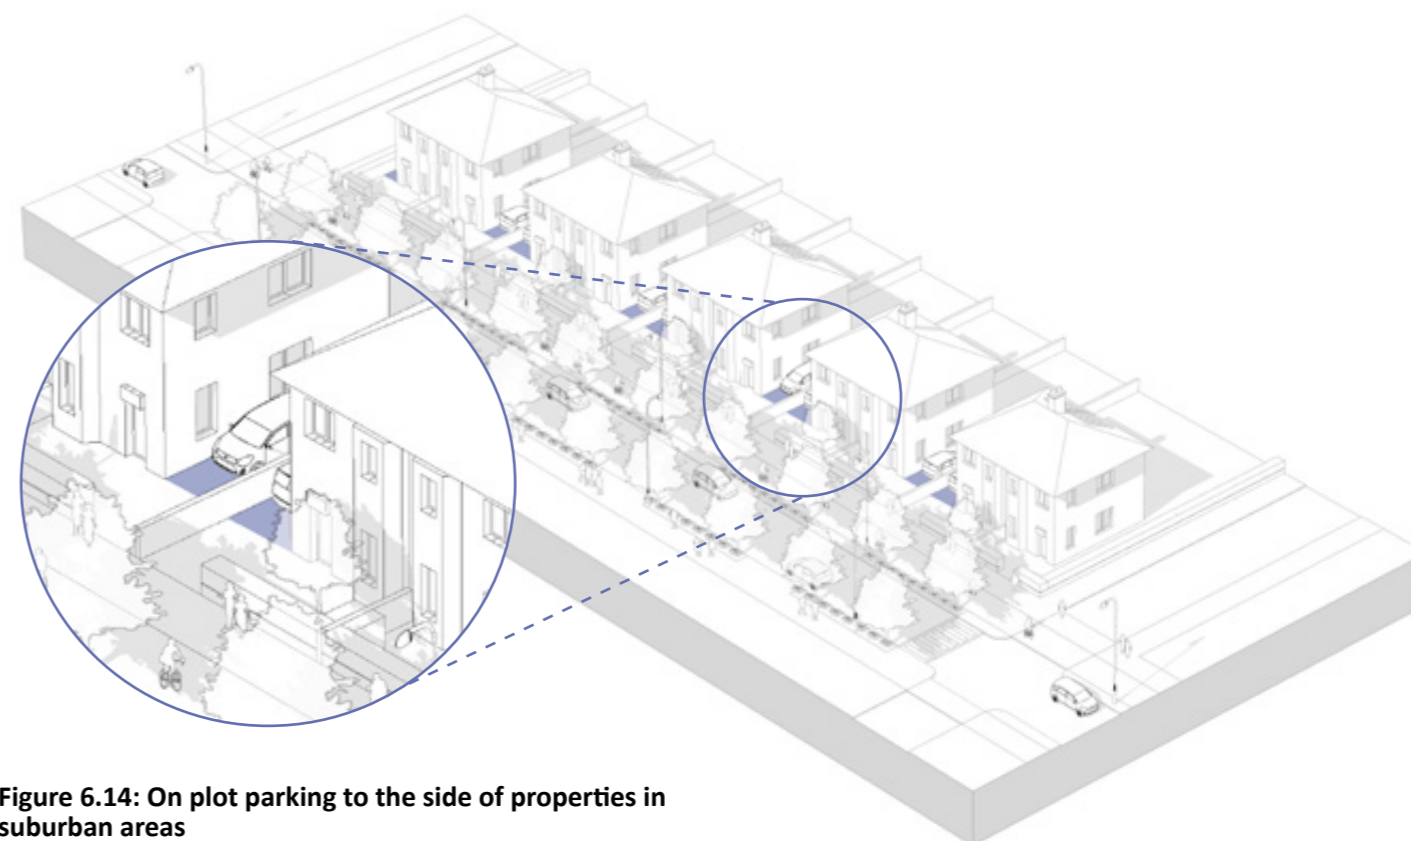 Figure 6.14: On plot parking to the side of properties in
suburban areas